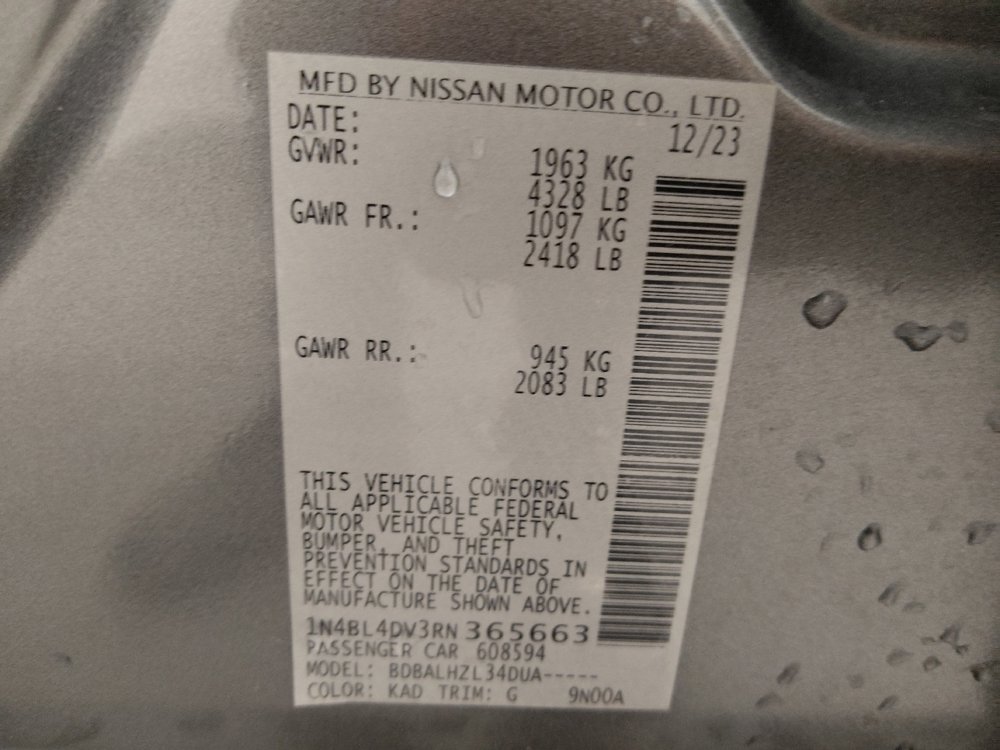 MFD BY NISSAN MOTOR CO., LTD.
DATE: 12/23
GVWR: 1963 KG
4328 LB
GAWR FR.: 1097 KG
2418 LB
GAWR RR.: 945 KG
2083 LB
THIS VEHICLE CONFORMS TO
ALL APPLICABLE FEDERAL
MOTOR VEHICLE SAFETY,
BUMPER, AND THEFT
PREVENTION STANDARDS IN
EFFECT ON THE DATE OF
MANUFACTURE SHOWN ABOVE.
1N4BL4DV3RN 365663
PASSENGER CAR 608594
MODEL: BDBALHZL34DUA-----
COLOR: KAD TRIM: G 9N00A